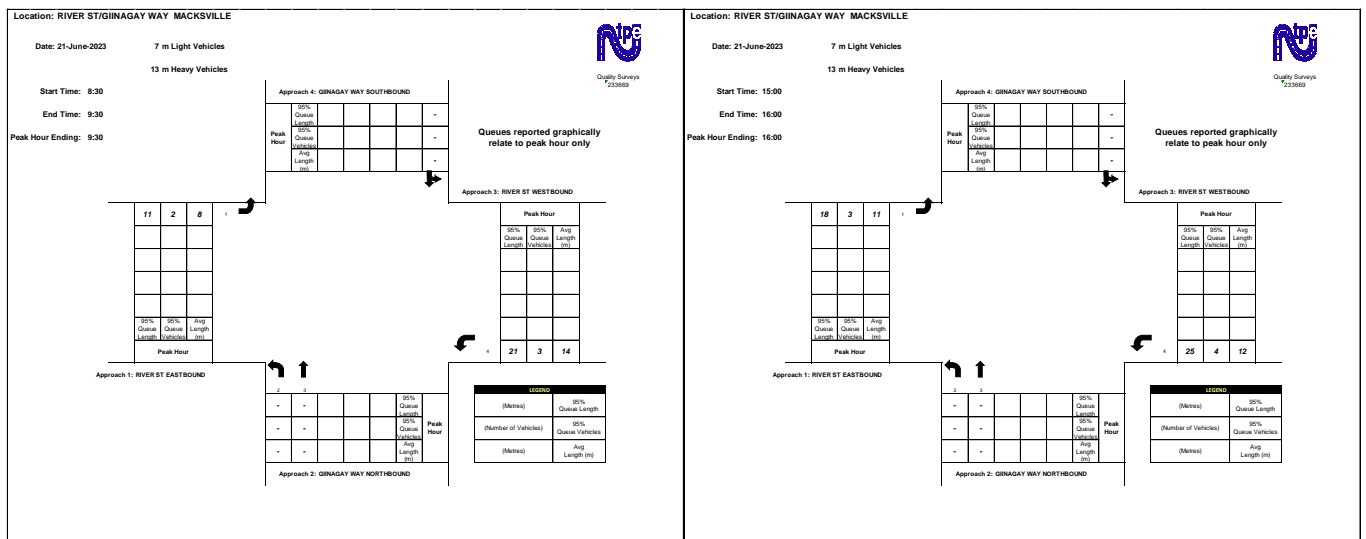 Location: RIVER ST/GIINAGAY WAY MACKSVILLE
Date: 21-June-2023
7 m Light Vehicles
13 m Heavy Vehicles
Start Time: 8:30
End Time: 9:30
Peak Hour Ending: 9:30
ntpe
Quality Surveys
233669
Approach 4: GIINAGAY WAY SOUTHBOUND
Peak Hour
95% Queue Length
-
95% Queue Vehicles
-
Avg Length (m)
-
Queues reported graphically
relate to peak hour only
Approach 3: RIVER ST WESTBOUND
11 2 8 1
Peak Hour
95% Queue Length
95% Queue Vehicles
Avg Length (m)
95% Queue Length
95% Queue Vehicles
Avg Length (m)
Peak Hour
4 21 3 14
Approach 1: RIVER ST EASTBOUND
2 3
- - 95% Queue Length
- - 95% Queue Vehicles
- - Avg Length (m)
Peak Hour
Approach 2: GIINAGAY WAY NORTHBOUND
LEGEND
(Metres) 95% Queue Length
(Number of Vehicles) 95% Queue Vehicles
(Metres) Avg Length (m)
Location: RIVER ST/GIINAGAY WAY MACKSVILLE
Date: 21-June-2023
7 m Light Vehicles
13 m Heavy Vehicles
Start Time: 15:00
End Time: 16:00
Peak Hour Ending: 16:00
ntpe
Quality Surveys
233669
Approach 4: GIINAGAY WAY SOUTHBOUND
Peak Hour
95% Queue Length
-
95% Queue Vehicles
-
Avg Length (m)
-
Queues reported graphically
relate to peak hour only
Approach 3: RIVER ST WESTBOUND
18 3 11 1
Peak Hour
95% Queue Length
95% Queue Vehicles
Avg Length (m)
95% Queue Length
95% Queue Vehicles
Avg Length (m)
Peak Hour
4 25 4 12
Approach 1: RIVER ST EASTBOUND
2 3
- - 95% Queue Length
- - 95% Queue Vehicles
- - Avg Length (m)
Peak Hour
Approach 2: GIINAGAY WAY NORTHBOUND
LEGEND
(Metres) 95% Queue Length
(Number of Vehicles) 95% Queue Vehicles
(Metres) Avg Length (m)